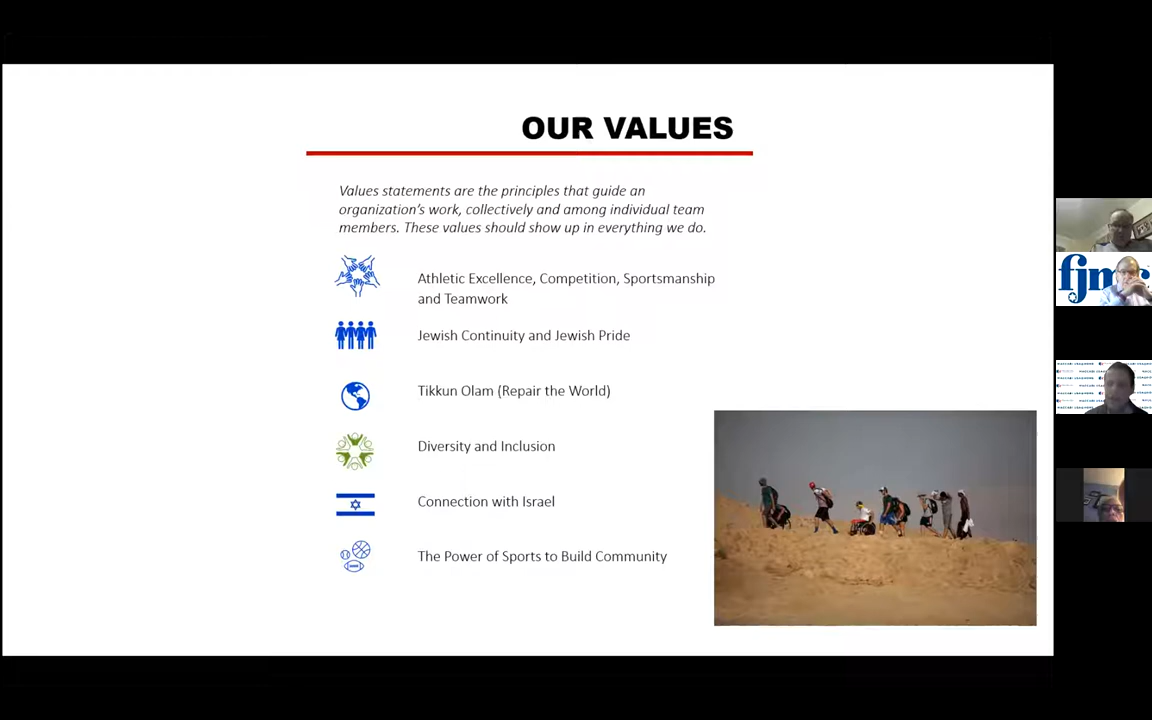 OUR VALUES
Values statements are the principles that guide an
organization's work, collectively and among individual team
members. These values should show up in everything we do.
Athletic Excellence, Competition, Sportsmanship
and Teamwork
Jewish Continuity and Jewish Pride
Tikkun Olam (Repair the World)
Diversity and Inclusion
Connection with Israel
The Power of Sports to Build Community